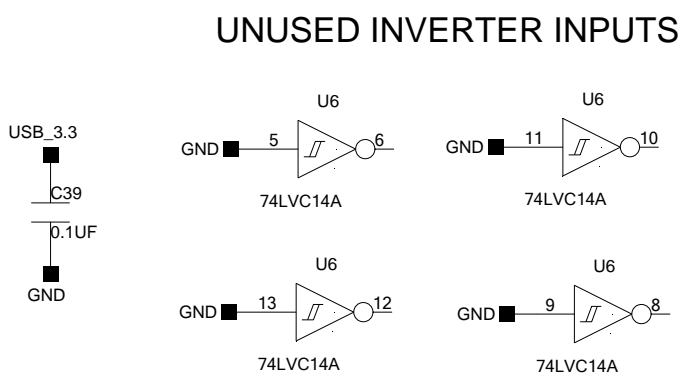 UNUSED INVERTER INPUTS
USB_3.3
C39
0.1UF
GND
U6
GND 5 6
74LVC14A
U6
GND 11 10
74LVC14A
U6
GND 13 12
74LVC14A
U6
GND 9 8
74LVC14A